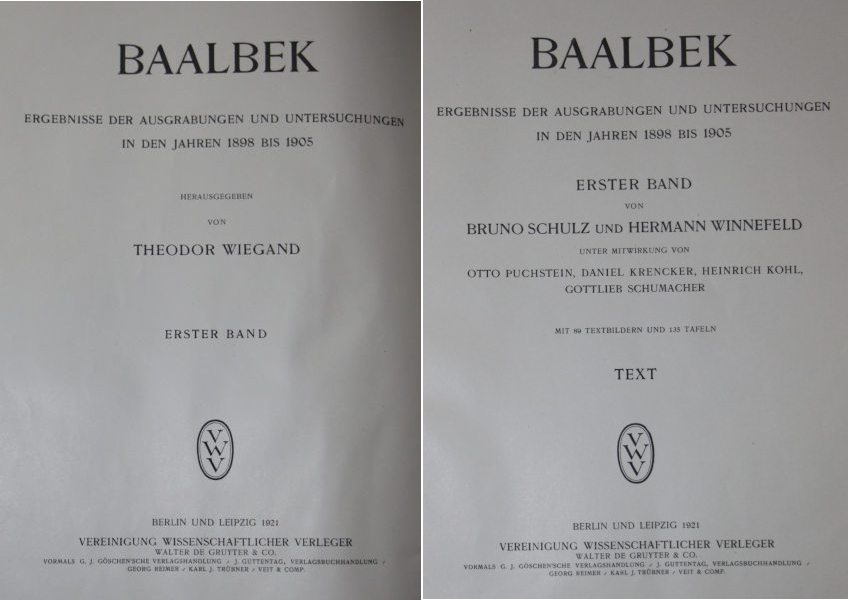 BAALBEK
ERGEBNISSE DER AUSGRABUNGEN UND UNTERSUCHUNGEN
IN DEN JAHREN 1898 BIS 1905
HERAUSGEGEBEN
VON
THEODOR WIEGAND
ERSTER BAND
VWV
BERLIN UND LEIPZIG 1921
VEREINIGUNG WISSENSCHAFTLICHER VERLEGER
WALTER DE GRUYTER & CO.
VORMALS G. J. GÖSCHEN'SCHE VERLAGSHANDLUNG / J. GUTTENTAG, VERLAGSBUCHHANDLUNG /
GEORG REIMER / KARL J. TRÜBNER / VEIT & COMP.
BAALBEK
ERGEBNISSE DER AUSGRABUNGEN UND UNTERSUCHUNGEN
IN DEN JAHREN 1898 BIS 1905
ERSTER BAND
VON
BRUNO SCHULZ UND HERMANN WINNEFELD
UNTER MITWIRKUNG VON
OTTO PUCHSTEIN, DANIEL KRENCKER, HEINRICH KOHL,
GOTTLIEB SCHUMACHER
MIT 89 TEXTBILDERN UND 135 TAFELN
TEXT
VWV
BERLIN UND LEIPZIG 1921
VEREINIGUNG WISSENSCHAFTLICHER VERLEGER
WALTER DE GRUYTER & CO.
VORMALS G. J. GÖSCHEN'SCHE VERLAGSHANDLUNG / J. GUTTENTAG, VERLAGSBUCHHANDLUNG /
GEORG REIMER / KARL J. TRÜBNER / VEIT & COMP.